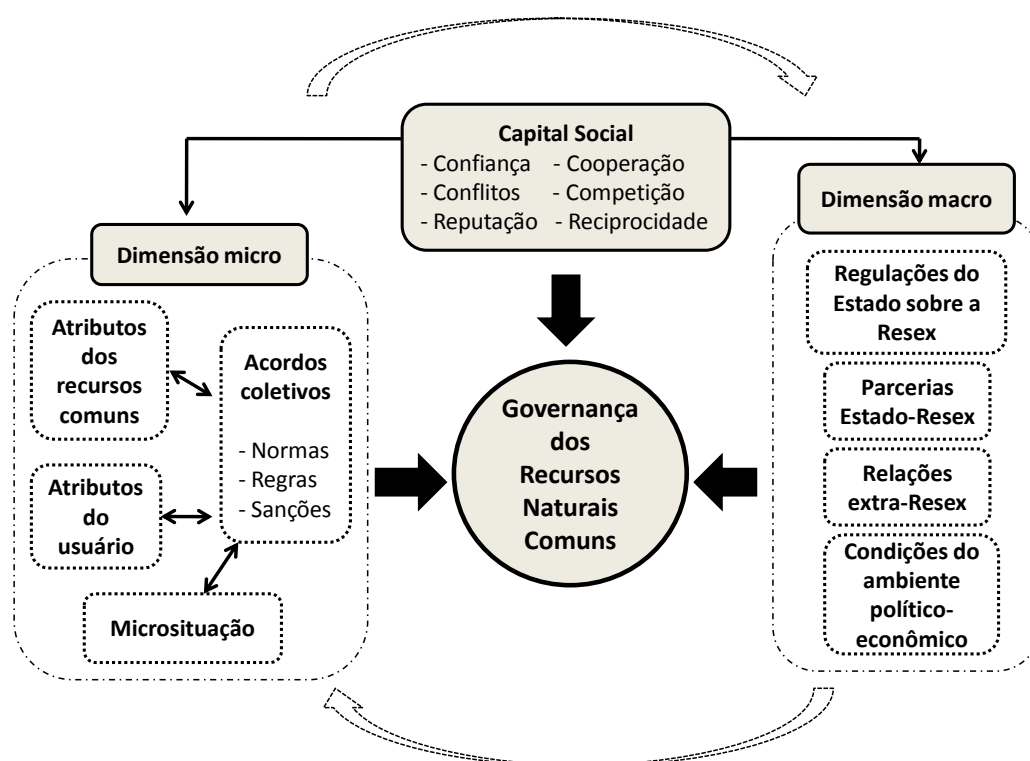 Capital Social
- Confiança - Cooperação
- Conflitos - Competição
- Reputação - Reciprocidade
Dimensão micro
Atributos
dos
recursos
comuns
Atributos
do
usuário
Acordos
coletivos
- Normas
- Regras
- Sanções
Microsituação
Governança
dos
Recursos
Naturais
Comuns
Dimensão macro
Regulações do
Estado sobre a
Resex
Parcerias
Estado-Resex
Relações
extra-Resex
Condições do
ambiente
político-
econômico